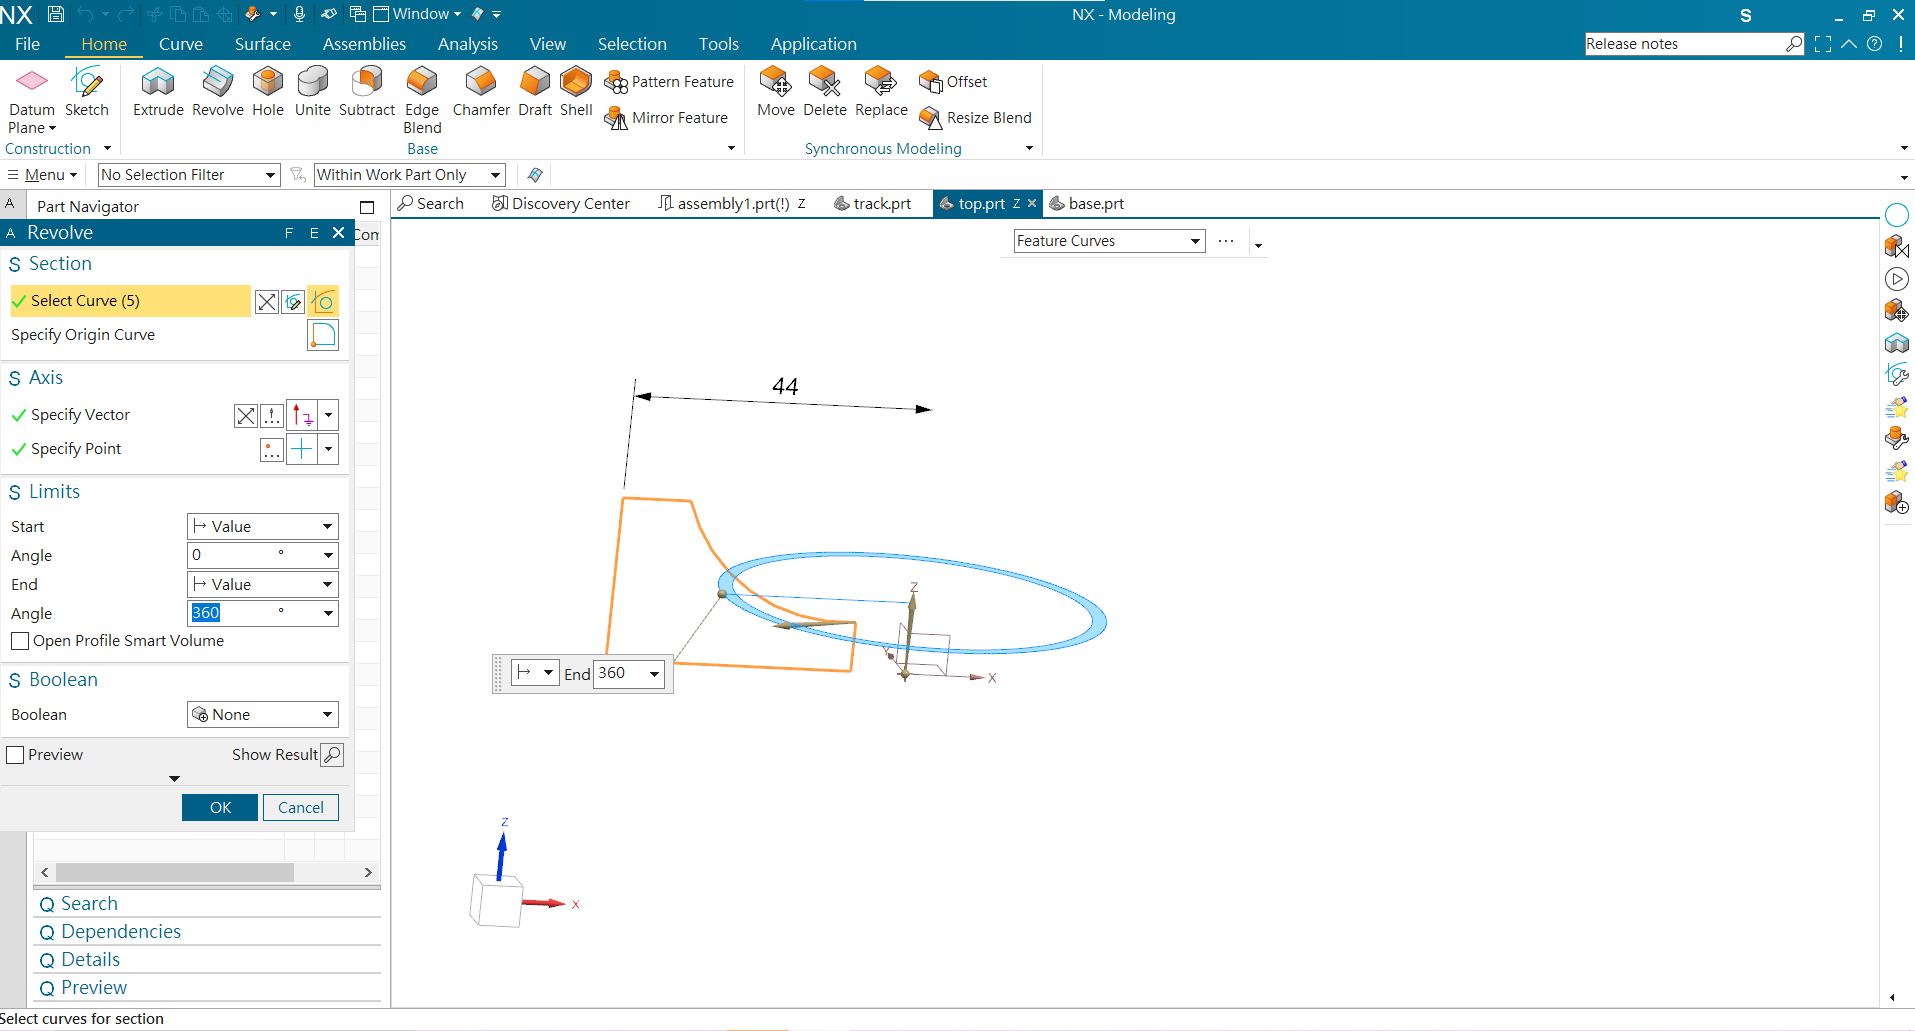 NX
Window
NX - Modeling
S
File
Home
Curve
Surface
Assemblies
Analysis
View
Selection
Tools
Application
Release notes
Datum Plane
Sketch
Extrude
Revolve
Hole
Unite
Subtract
Edge Blend
Chamfer
Draft
Shell
Pattern Feature
Mirror Feature
Move
Delete
Replace
Offset
Resize Blend
Construction
Base
Synchronous Modeling
Menu
No Selection Filter
Within Work Part Only
A
Part Navigator
Search
Discovery Center
assembly1.prt(!) Z
track.prt
top.prt Z
base.prt
A Revolve F E
Com
Feature Curves
S Section
Select Curve (5)
Specify Origin Curve
S Axis
Specify Vector
Specify Point
S Limits
Start Value
Angle 0 °
End Value
Angle 360 °
Open Profile Smart Volume
S Boolean
Boolean None
Preview
Show Result
OK
Cancel
44
Z
Y
X
End 360
Z
X
Q Search
Q Dependencies
Q Details
Q Preview
Select curves for section